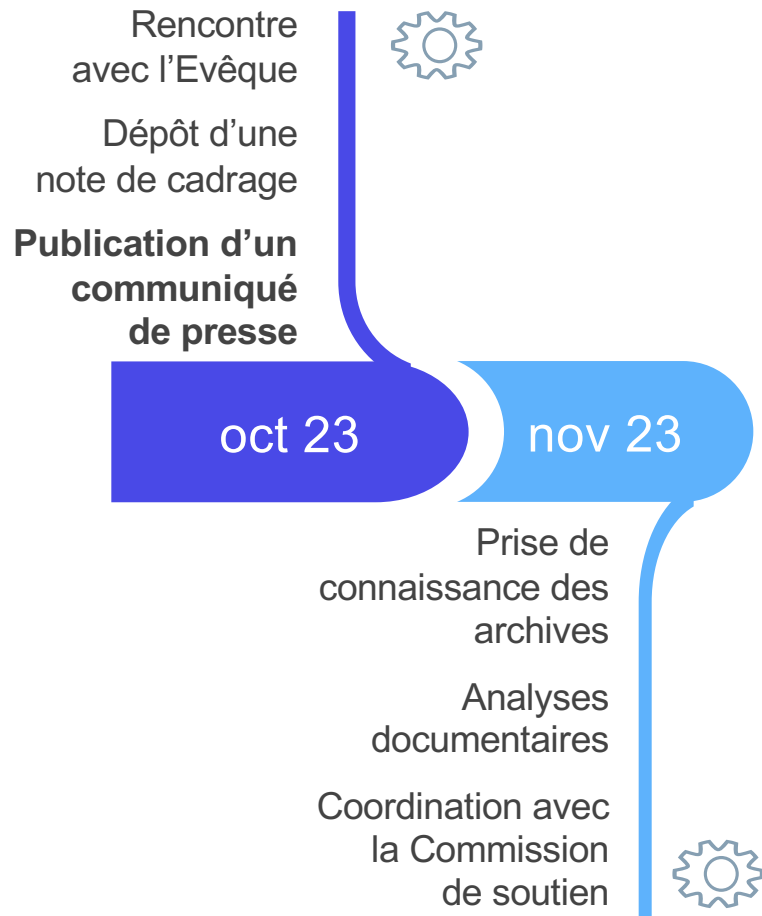 Rencontre
avec l’Evêque
Dépôt d’une
note de cadrage
Publication d’un
communiqué
de presse
oct 23
nov 23
Prise de
connaissance des
archives
Analyses
documentaires
Coordination avec
la Commission
de soutien